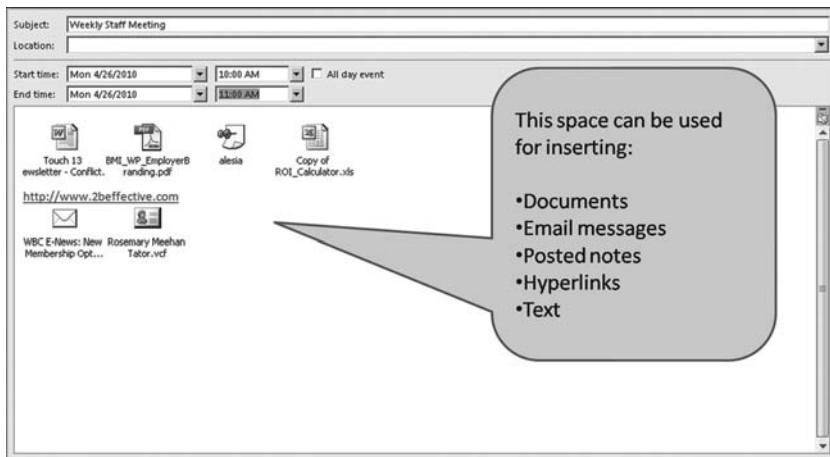 Subject: Weekly Staff Meeting
Location:
Start time: Mon 4/26/2010 10:00 AM All day event
End time: Mon 4/26/2010 11:00 AM
This space can be used
for inserting:
•Documents
•Email messages
•Posted notes
•Hyperlinks
•Text
Touch 13
ewsletter - Conflict.
BMI_WP_EmployerB
randing.pdf
alesia
Copy of
ROI_Calculator.xls
http://www.2beffective.com
WBC E-News: New
Membership Opt...
Rosemary Meehan
Tator.vcf